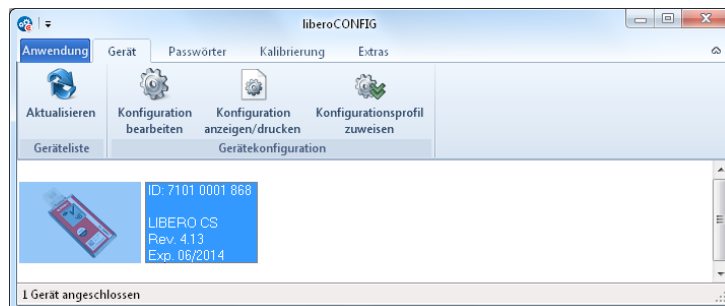 liberoCONFIG
Anwendung Gerät Passwörter Kalibrierung Extras
Aktualisieren Konfiguration Konfiguration Konfigurationsprofil
bearbeiten anzeigen/drucken zuweisen
Geräteliste Gerätekonfiguration
ID: 7101 0001 868
LIBERO CS
Rev. 4.13
Exp. 06/2014
1 Gerät angeschlossen